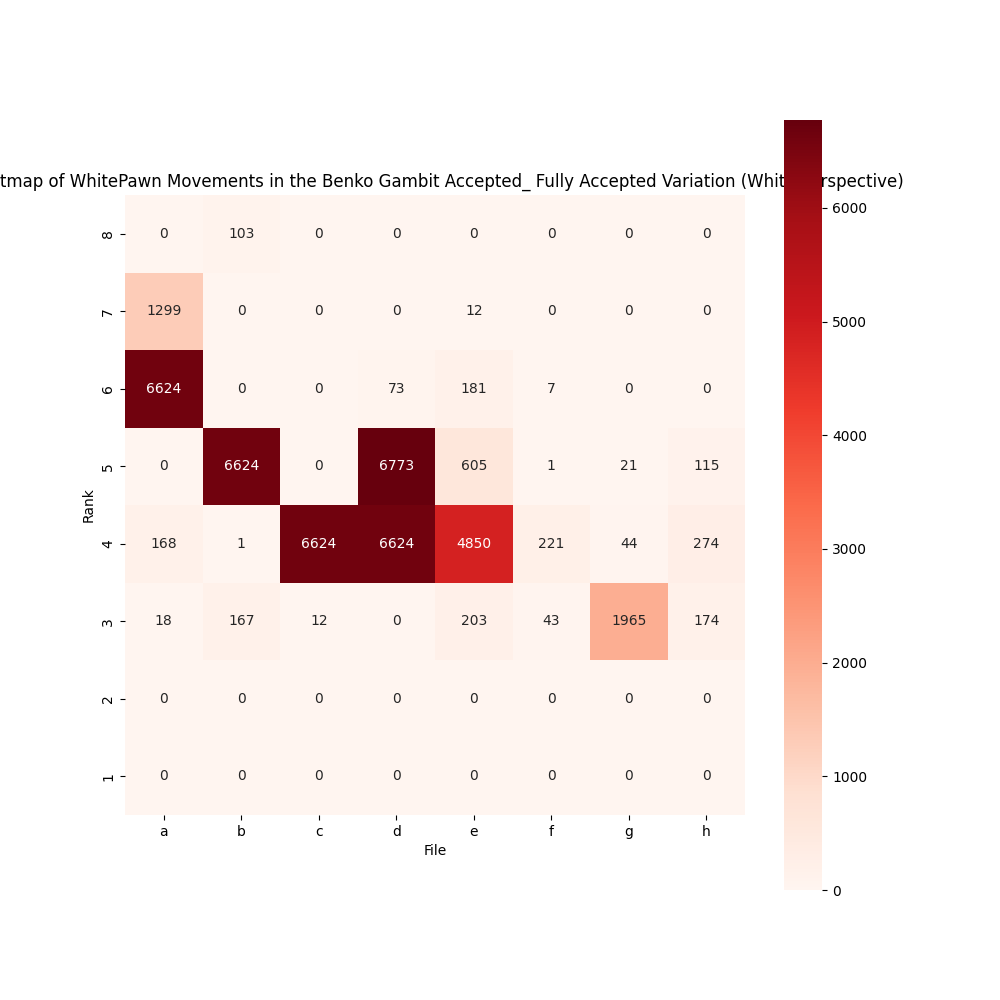 tmap of WhitePawn Movements in the Benko Gambit Accepted_ Fully Accepted Variation (Whit rspective)
8 0 103 0 0 0 0 0 0
7 1299 0 0 0 12 0 0 0
6 6624 0 0 73 181 7 0 0
5 0 6624 0 6773 605 1 21 115
4 168 1 6624 6624 4850 221 44 274
3 18 167 12 0 203 43 1965 174
2 0 0 0 0 0 0 0 0
1 0 0 0 0 0 0 0 0
a b c d e f g h
File
Rank
6000
5000
4000
3000
2000
1000
0